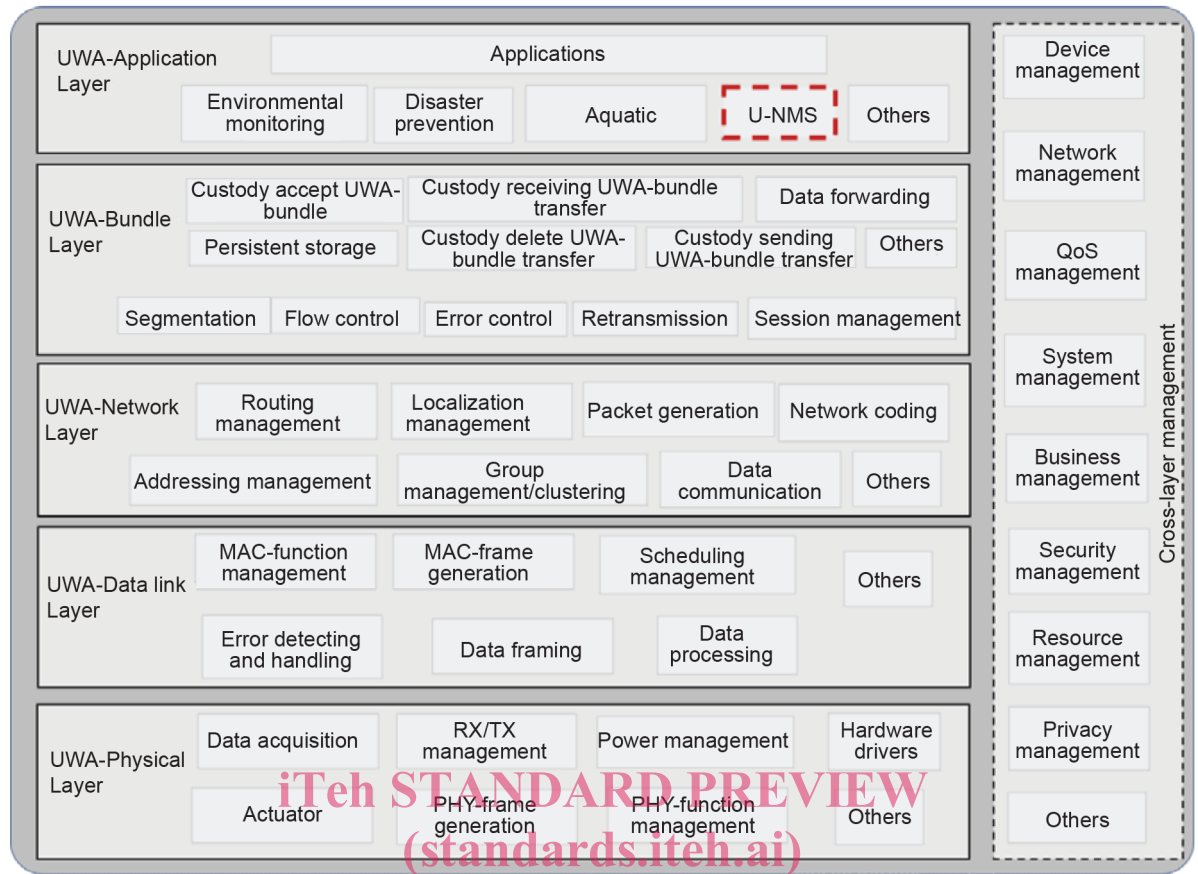 UWA-Application
Layer
Applications
Environmental
monitoring
Disaster
prevention
Aquatic
U-NMS
Others
UWA-Bundle
Layer
Custody accept UWA-
bundle
Custody receiving UWA-bundle
transfer
Data forwarding
Persistent storage
Custody delete UWA-
bundle transfer
Custody sending
UWA-bundle transfer
Others
Segmentation
Flow control
Error control
Retransmission
Session management
UWA-Network
Layer
Routing
management
Localization
management
Packet generation
Network coding
Addressing management
Group
management/clustering
Data
communication
Others
UWA-Data link
Layer
MAC-function
management
MAC-frame
generation
Scheduling
management
Others
Error detecting
and handling
Data framing
Data
processing
UWA-Physical
Layer
Data acquisition
RX/TX
management
Power management
Hardware
drivers
Actuator
PHY-frame
generation
PHY-function
management
Others
iTeh STANDARD PREVIEW
(standards.iteh.ai)
Device
management
Network
management
QoS
management
System
management
Business
management
Security
management
Resource
management
Privacy
management
Others
Cross-layer management